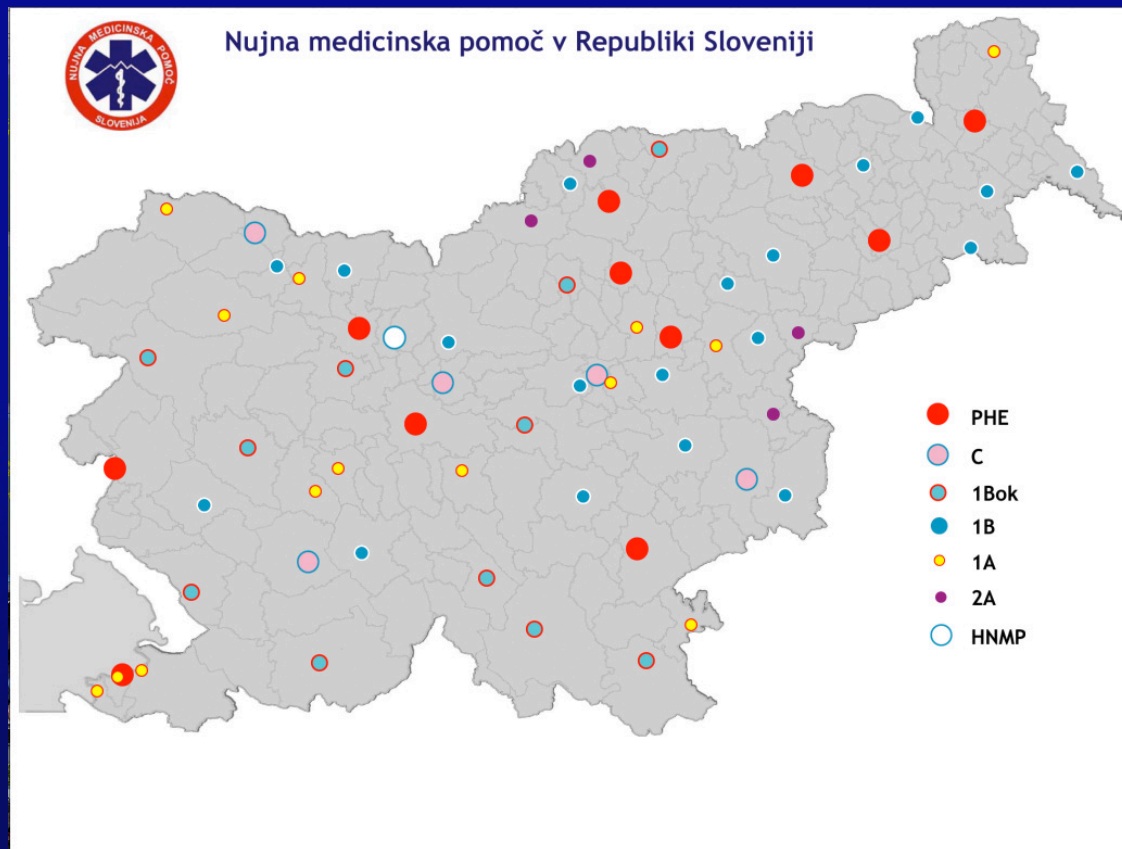 NUJNA MEDICINSKA POMOČ
SLOVENIJA
Nujna medicinska pomoč v Republiki Sloveniji
PHE
C
1Bok
1B
1A
2A
HNMP